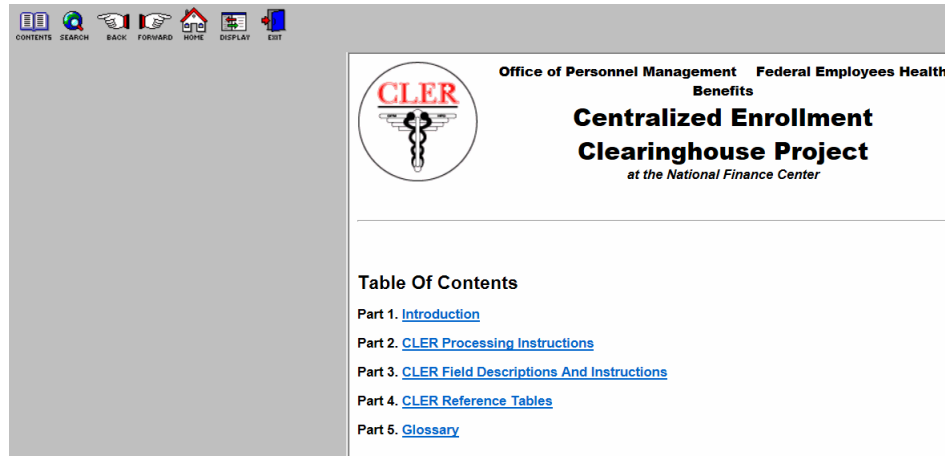 CONTENTS SEARCH BACK FORWARD HOME DISPLAY EXIT
CLER
Office of Personnel Management Federal Employees Health
Benefits
Centralized Enrollment
Clearinghouse Project
at the National Finance Center
Table Of Contents
Part 1. Introduction
Part 2. CLER Processing Instructions
Part 3. CLER Field Descriptions And Instructions
Part 4. CLER Reference Tables
Part 5. Glossary